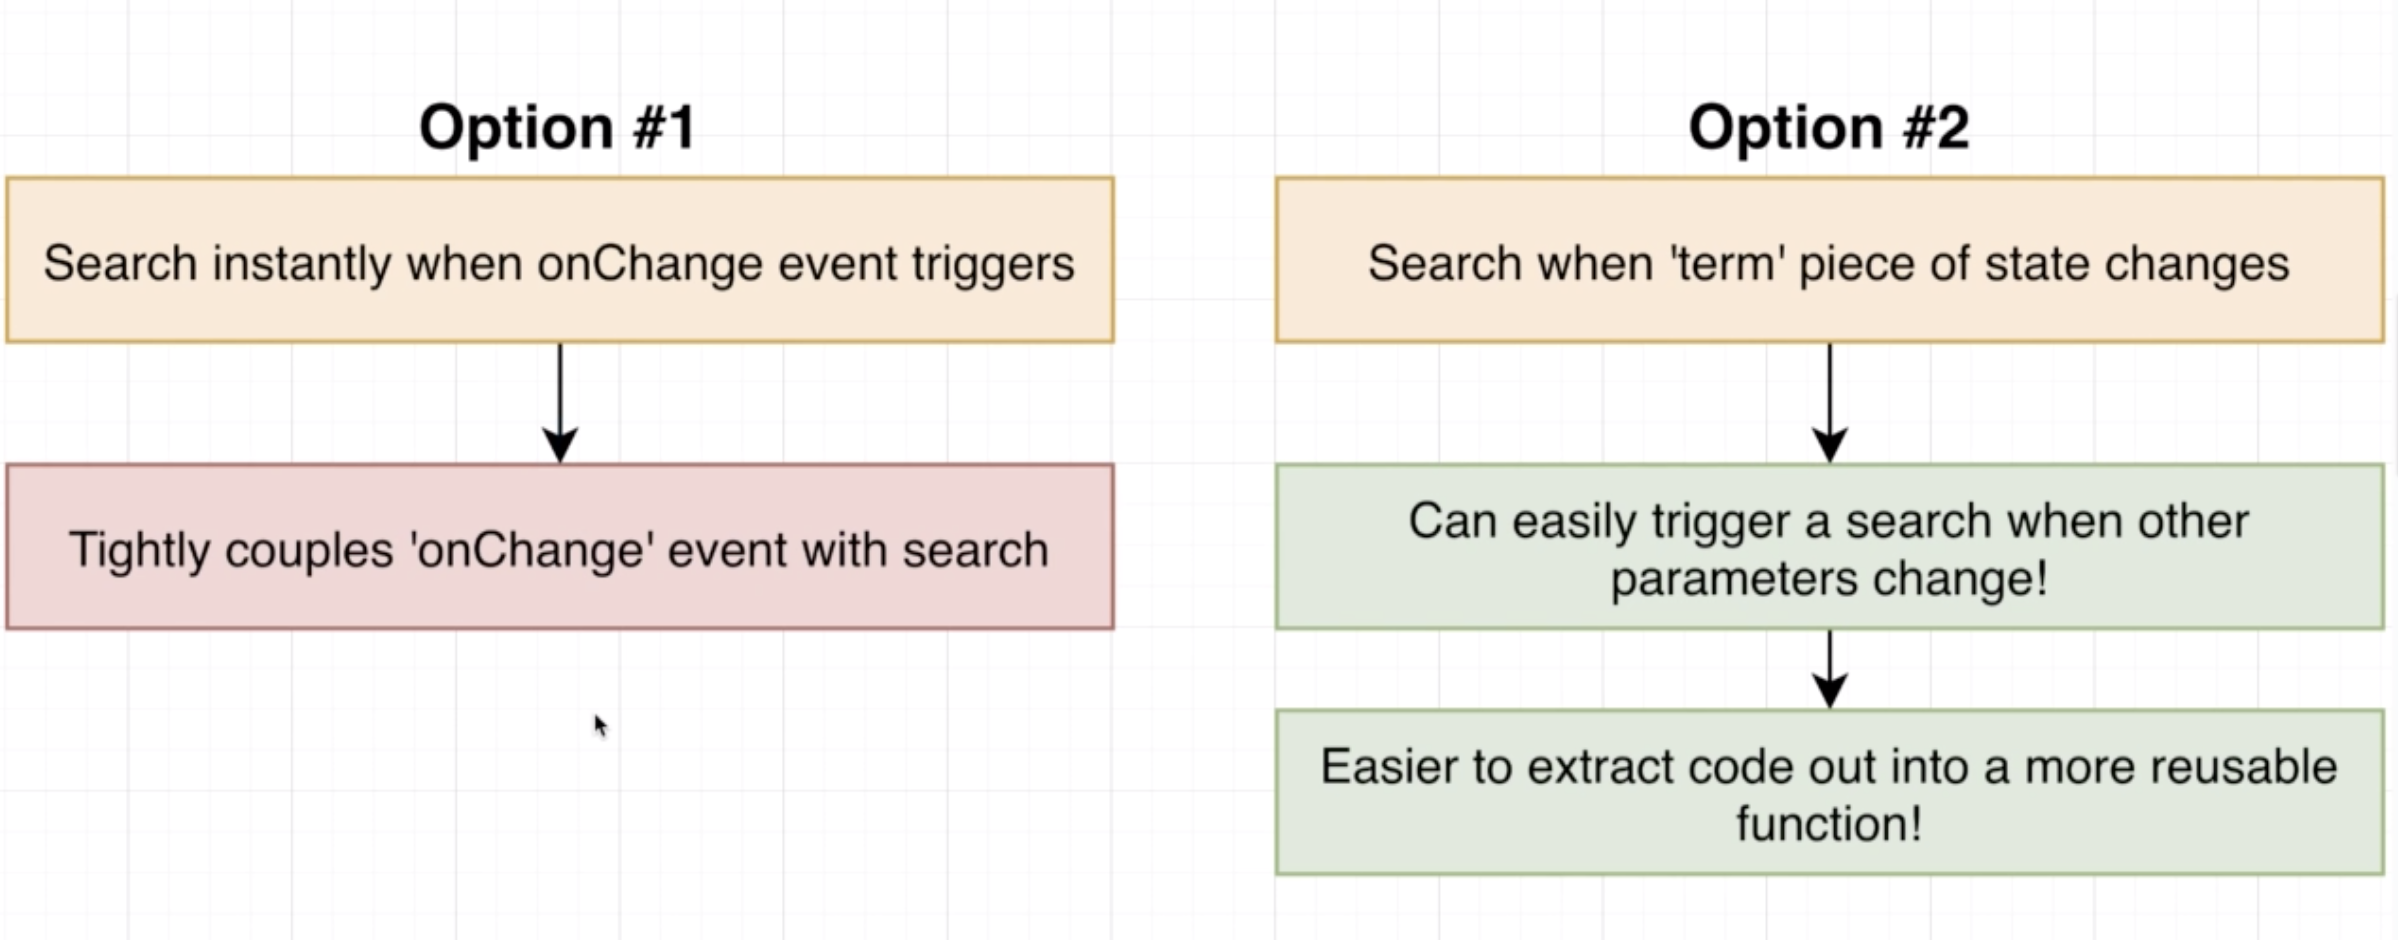 Option #1
Search instantly when onChange event triggers
Tightly couples 'onChange' event with search
Option #2
Search when 'term' piece of state changes
Can easily trigger a search when other
parameters change!
Easier to extract code out into a more reusable
function!